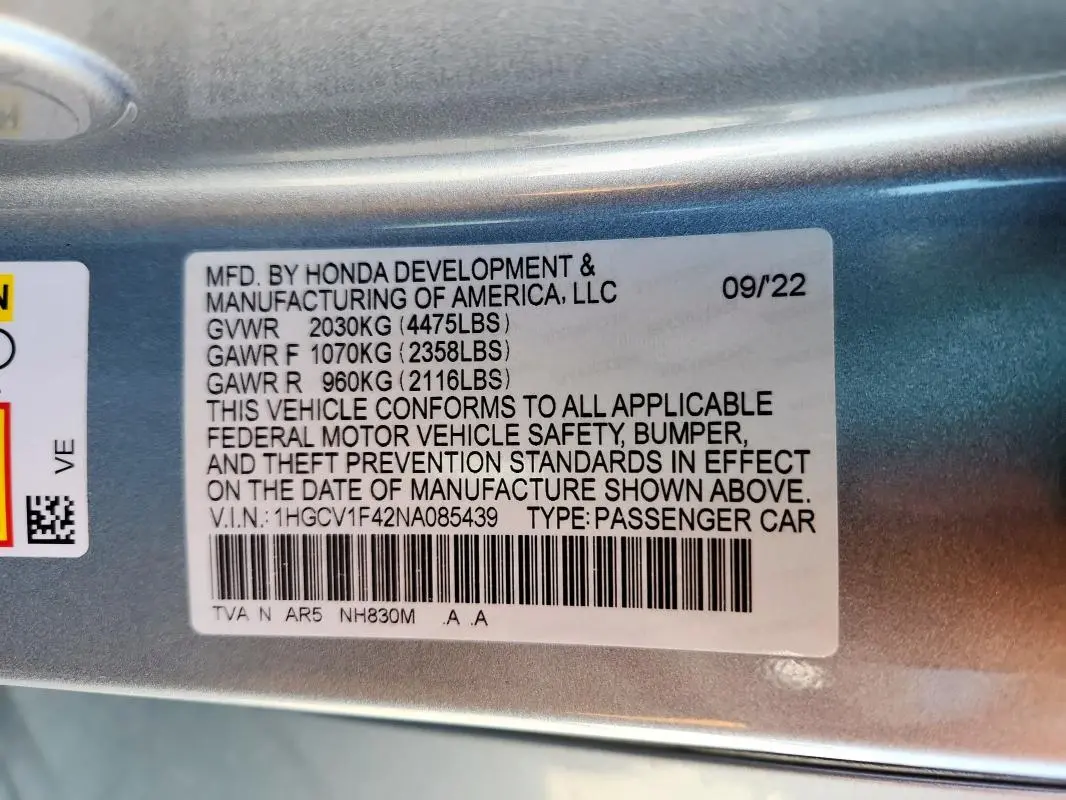 MFD. BY HONDA DEVELOPMENT &
MANUFACTURING OF AMERICA, LLC 09/'22
GVWR 2030KG (4475LBS)
GAWR F 1070KG (2358LBS)
GAWR R 960KG (2116LBS)
THIS VEHICLE CONFORMS TO ALL APPLICABLE
FEDERAL MOTOR VEHICLE SAFETY, BUMPER,
AND THEFT PREVENTION STANDARDS IN EFFECT
ON THE DATE OF MANUFACTURE SHOWN ABOVE.
V.I.N.: 1HGCV1F42NA085439 TYPE: PASSENGER CAR
TVA N AR5 NH830M .A .A
N
VE